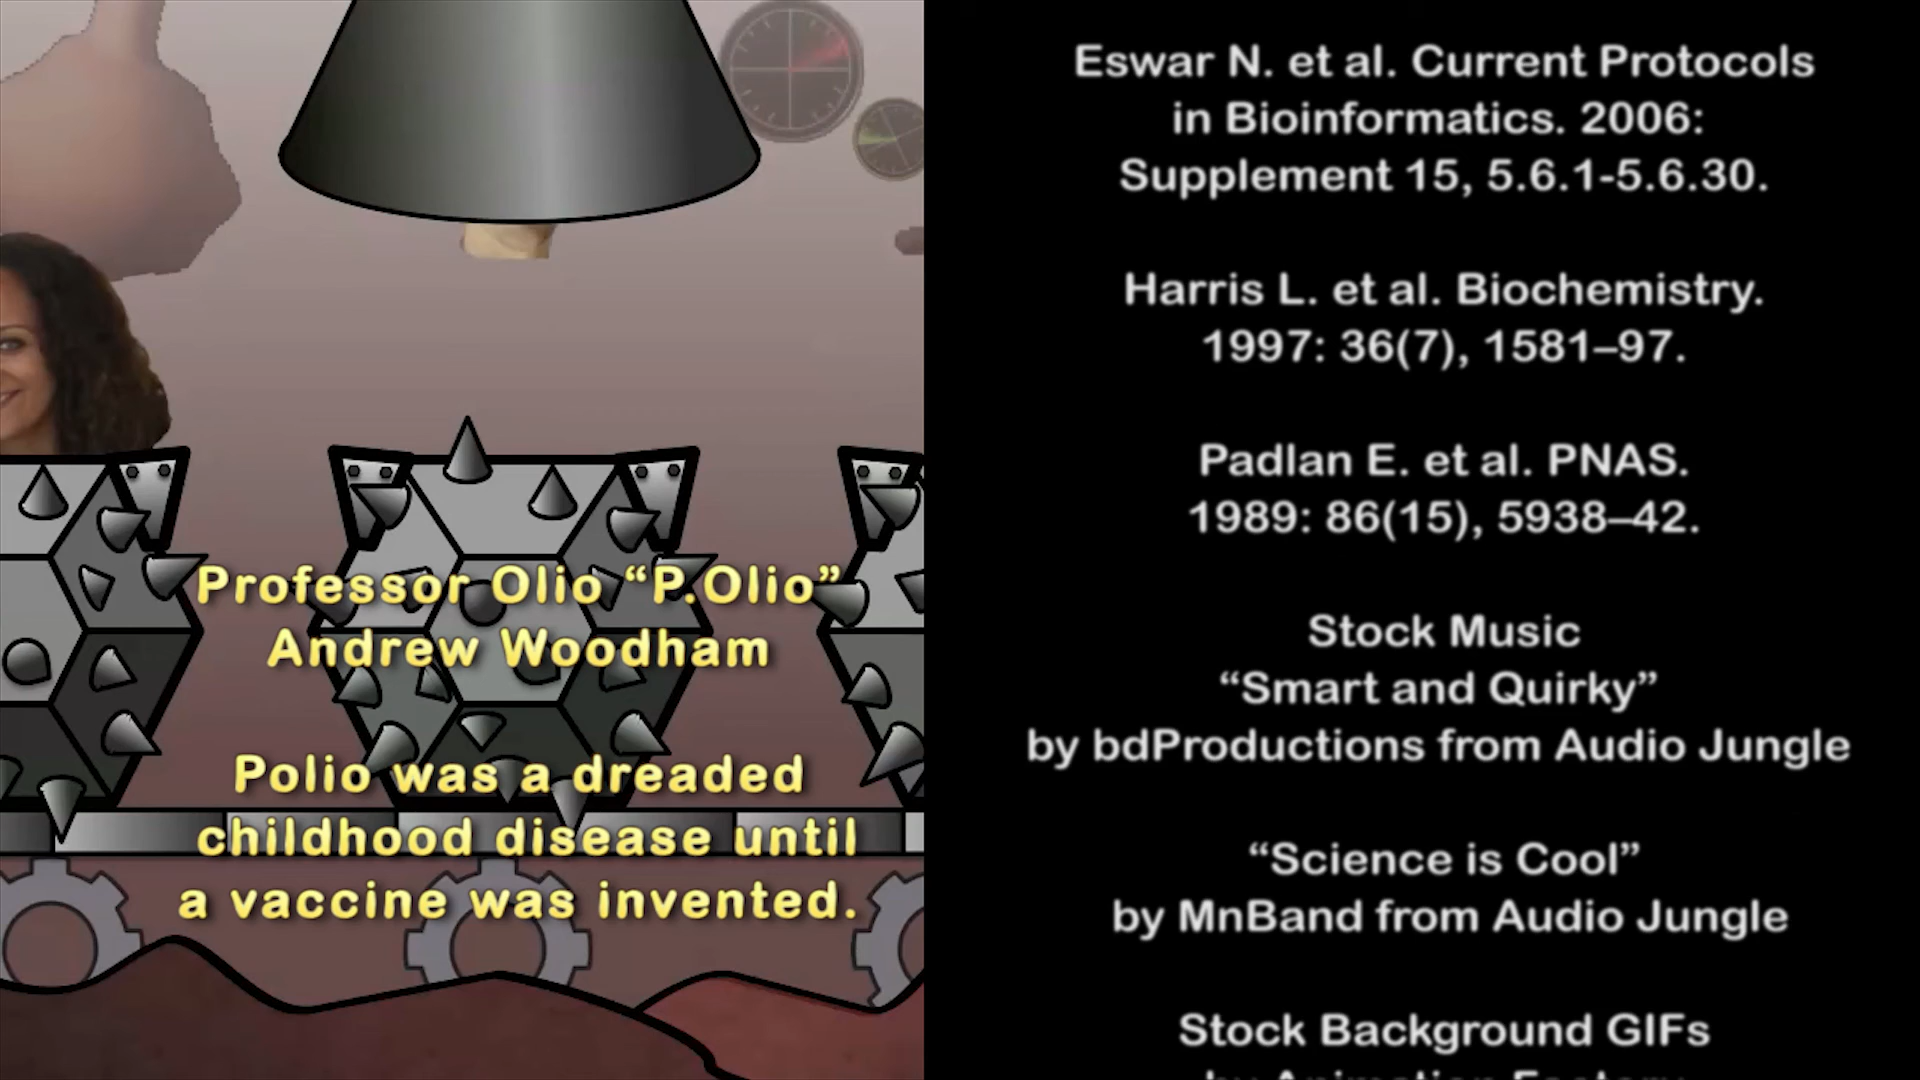 Professor Olio “P.Olio”
Andrew Woodham
Polio was a dreaded
childhood disease until
a vaccine was invented.
Eswar N. et al. Current Protocols
in Bioinformatics. 2006:
Supplement 15, 5.6.1-5.6.30.
Harris L. et al. Biochemistry.
1997: 36(7), 1581–97.
Padlan E. et al. PNAS.
1989: 86(15), 5938–42.
Stock Music
“Smart and Quirky”
by bdProductions from Audio Jungle
“Science is Cool”
by MnBand from Audio Jungle
Stock Background GIFs
by Animation Factory